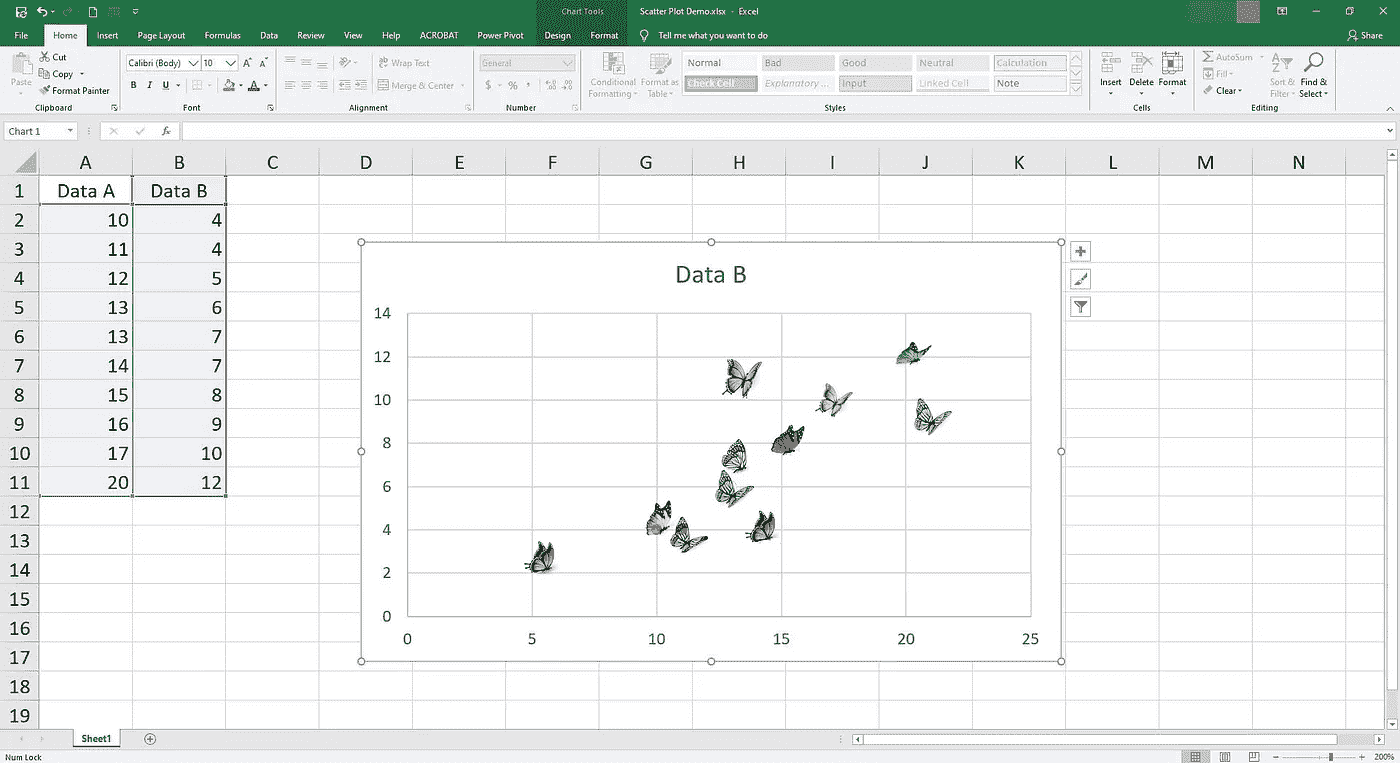 Chart Tools
Scatter Plot Demo.xlsx - Excel
File Home Insert Page Layout Formulas Data Review View Help ACROBAT Power Pivot Design Format Tell me what you want to do Share
Paste
Cut
Copy
Format Painter
Clipboard
Calibri (Body) 10 A A
B I U A
Font
Wrap Text
Merge & Center
Alignment
General
$ % ,
Number
Conditional Formatting
Format as Table
Normal Bad Good Neutral Calculation
Check Cell Explanatory ... Input Linked Cell Note
Styles
Insert Delete Format
Cells
AutoSum
Fill
Clear
Sort & Filter
Find & Select
Editing
Chart 1 fx
A B C D E F G H I J K L M N
1 Data A Data B
2 10 4
3 11 4
4 12 5
5 13 6
6 13 7
7 14 7
8 15 8
9 16 9
10 17 10
11 20 12
12
13
14
15
16
17
18
19
Data B
14
12
10
8
6
4
2
0
0 5 10 15 20 25
Sheet1
Num Lock 200%